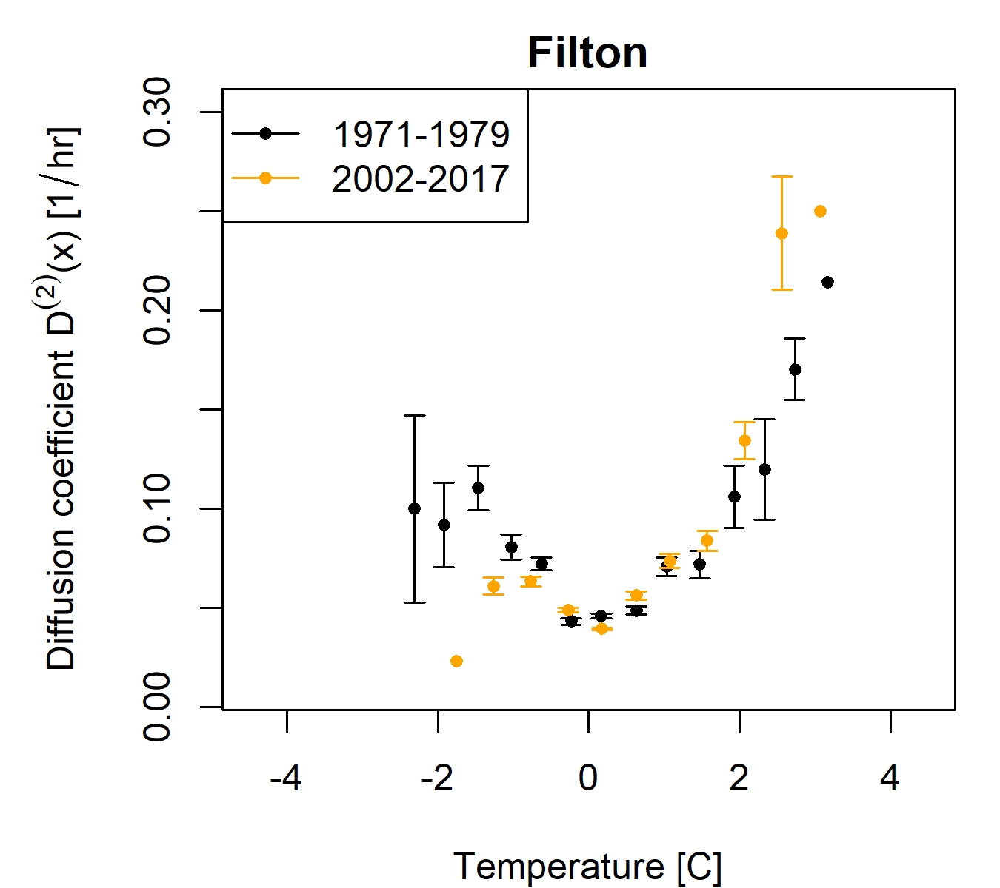 Filton
1971-1979
2002-2017
Diffusion coefficient D(2)(x) [1/hr]
0.30
0.20
0.10
0.00
-4 -2 0 2 4
Temperature [C]